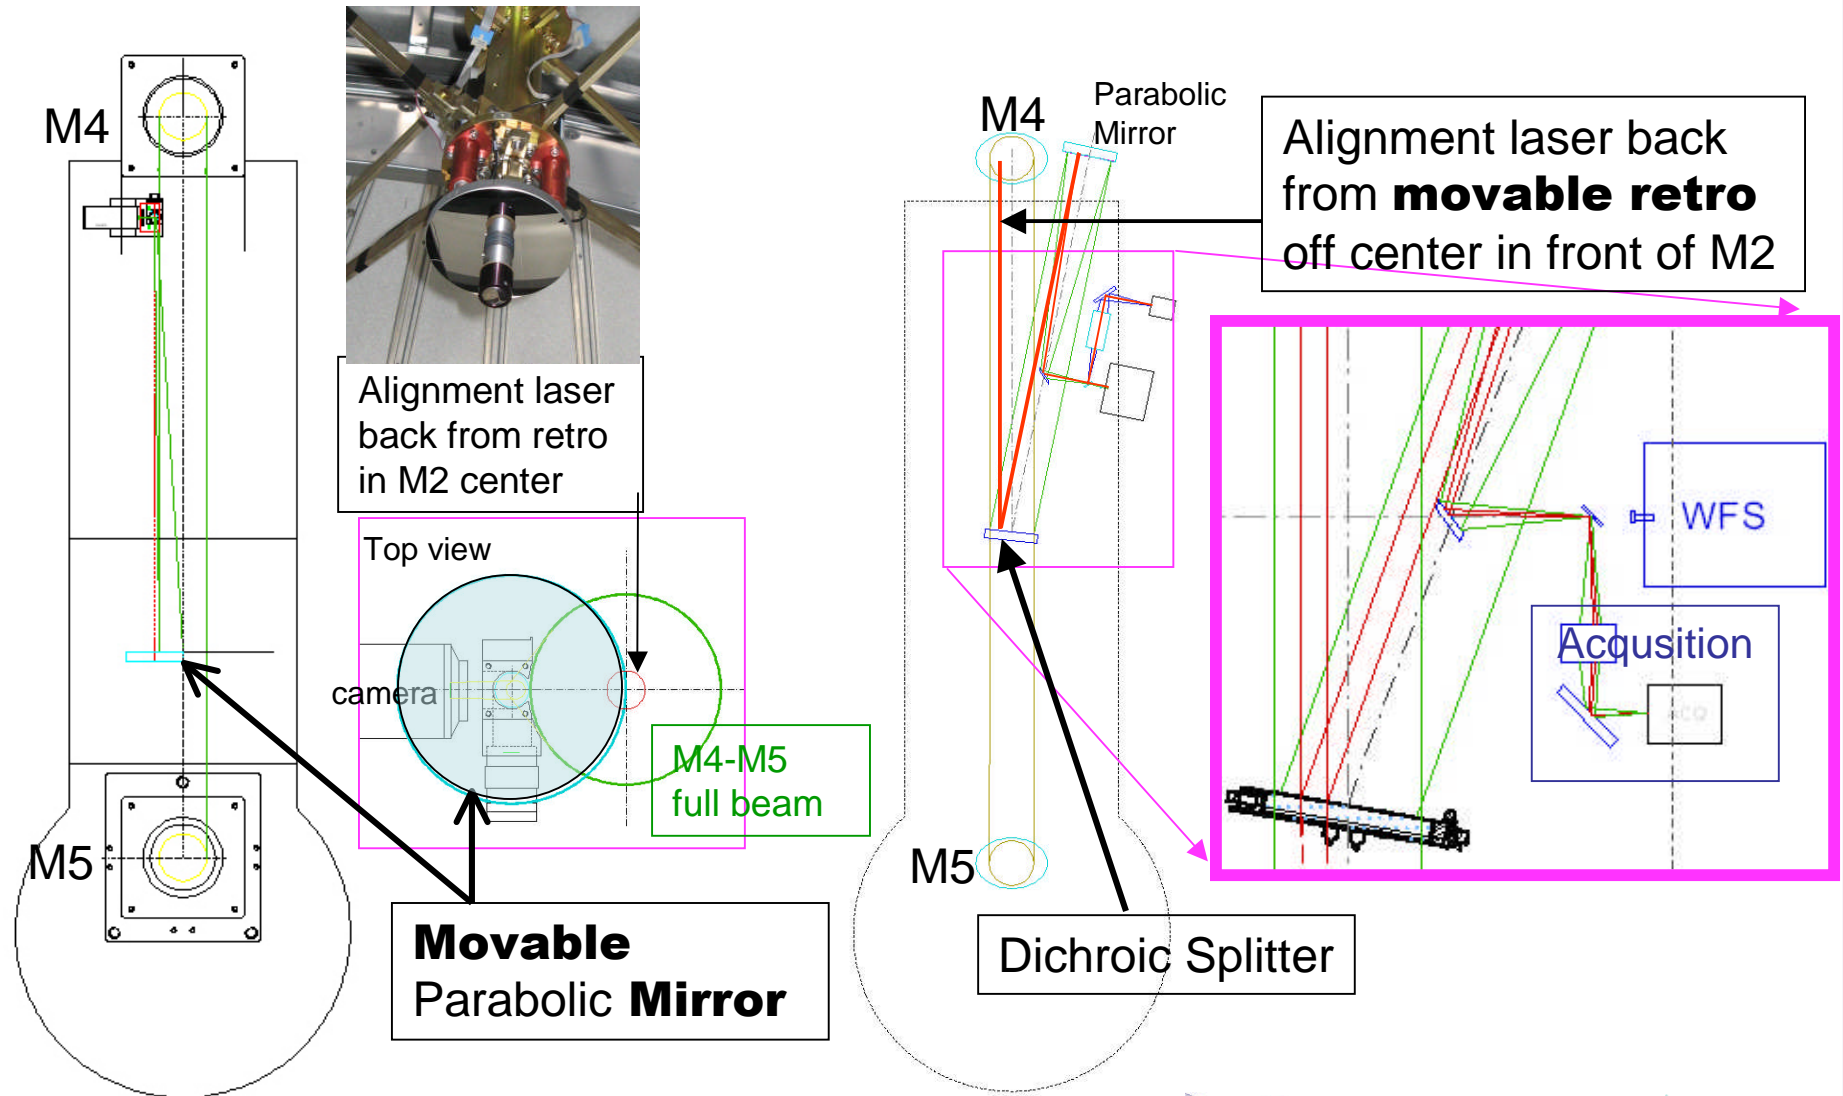 M4
Alignment laser
back from retro
in M2 center
Top view
camera
M4-M5
full beam
M5
Movable
Parabolic Mirror
M4
Parabolic
Mirror
Alignment laser back
from movable retro
off center in front of M2
WFS
Acqusition
ACQ
M5
Dichroic Splitter